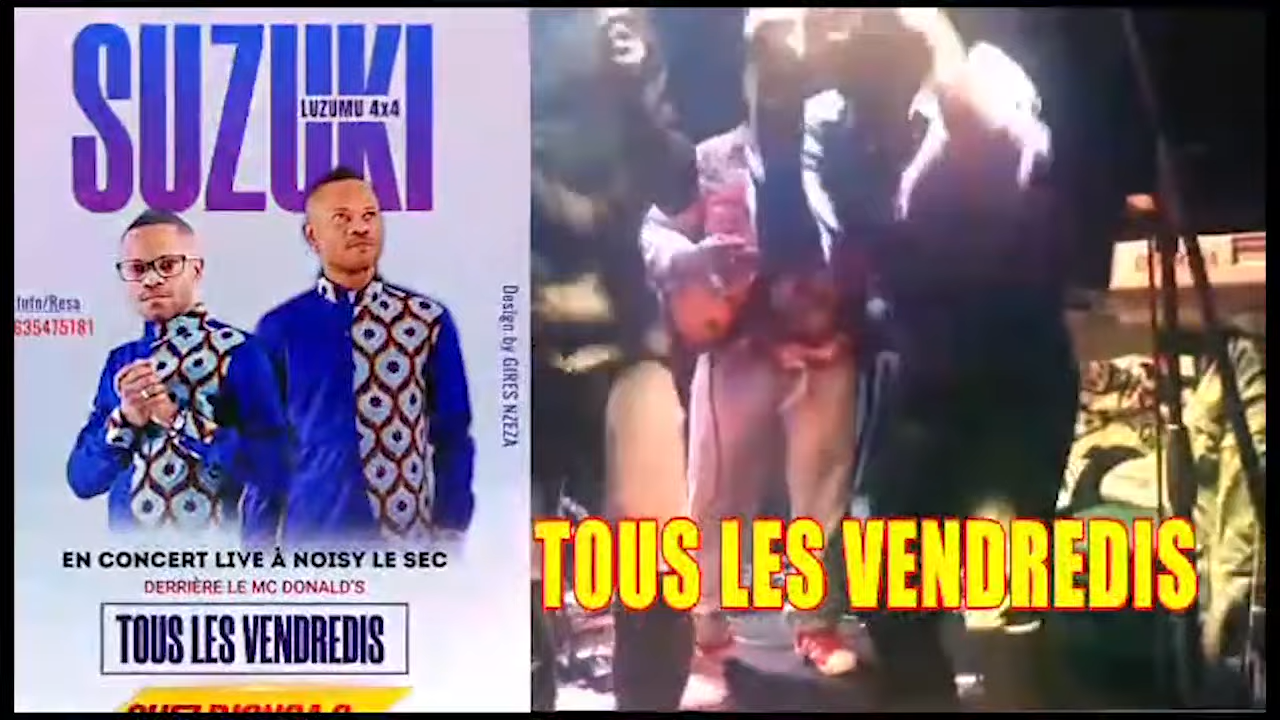 SUZUKI
LUZUMU 4x4
Info/Resa
635475181
Design by GIRES NZEZA
EN CONCERT LIVE À NOISY LE SEC
DERRIÈRE LE MC DONALD'S
TOUS LES VENDREDIS
TOUS LES VENDREDIS